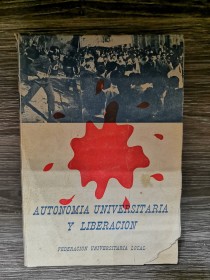 AUTONOMIA UNIVERSITARIA
Y LIBERACION
FEDERACION UNIVERSITARIA LOCAL